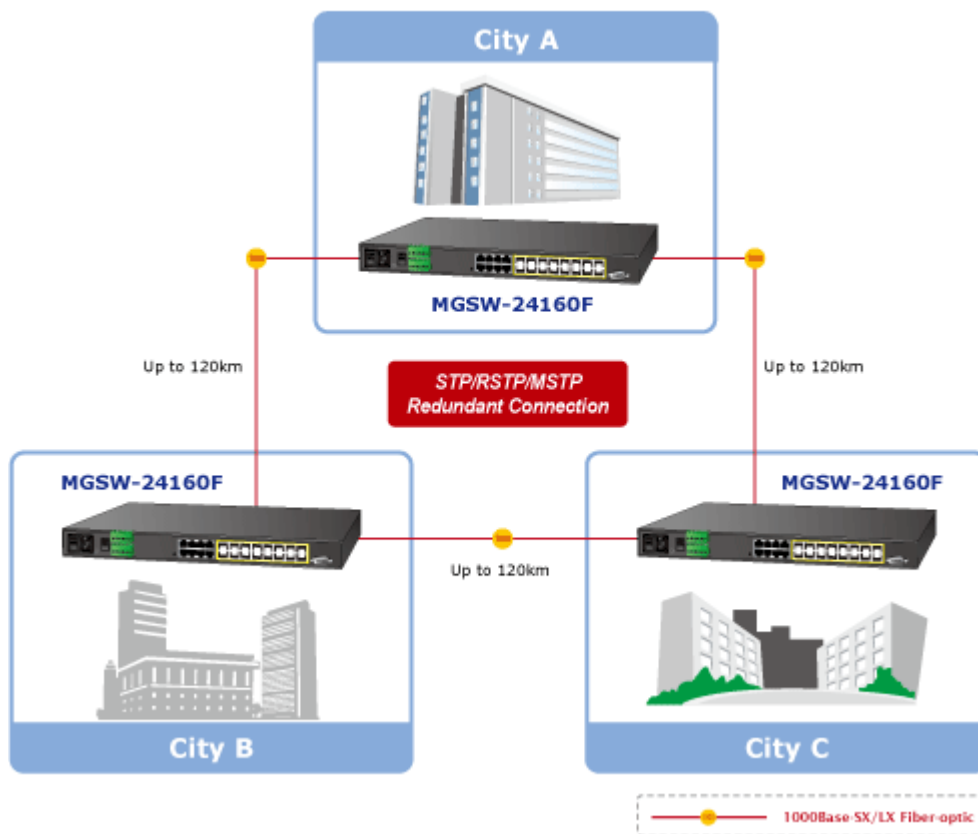 City A
MGSW-24160F
Up to 120km
Up to 120km
STP/RSTP/MSTP
Redundant Connection
MGSW-24160F
MGSW-24160F
Up to 120km
City B
City C
1000Base-SX/LX Fiber-optic